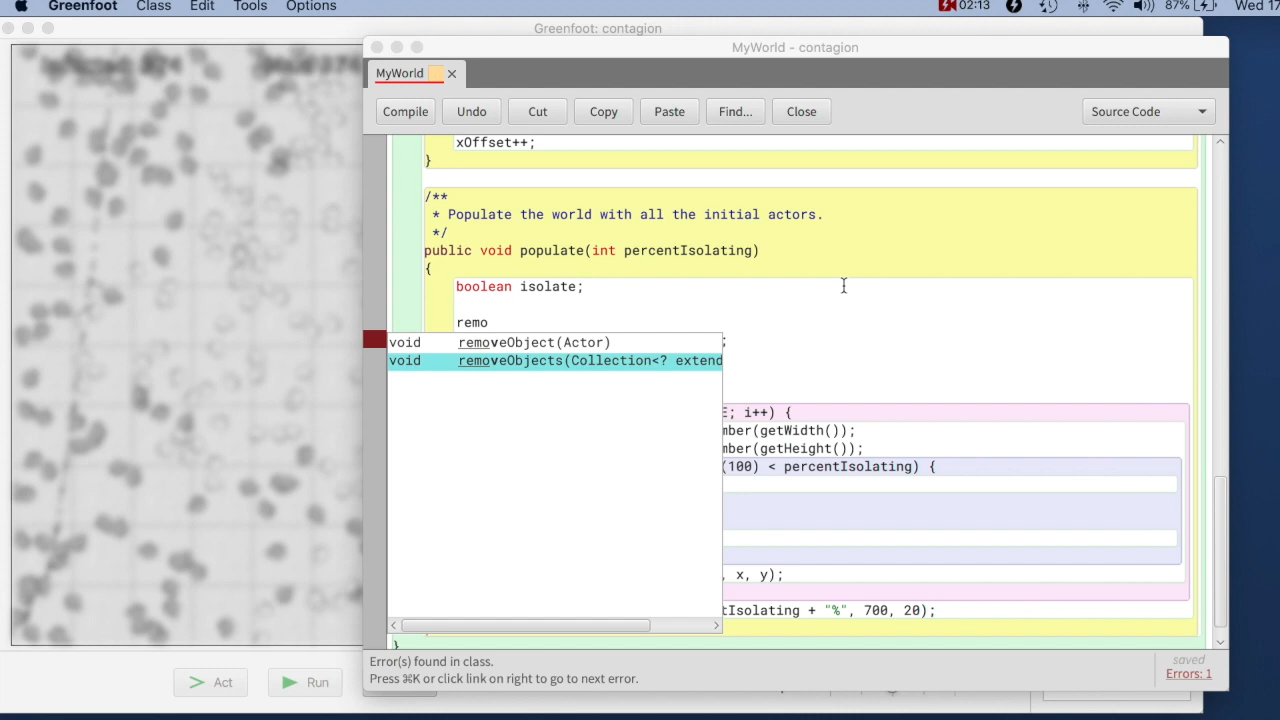 Greenfoot Class Edit Tools Options 02:13 87% Wed 17
Greenfoot: contagion
MyWorld - contagion
MyWorld
Compile Undo Cut Copy Paste Find... Close Source Code
xOffset++;
}
/**
* Populate the world with all the initial actors.
*/
public void populate(int percentIsolating)
{
boolean isolate;
remo
void removeObject(Actor) ;
void removeObjects(Collection<? extend
E; i++) {
mber(getWidth());
mber(getHeight());
(100) < percentIsolating) {
, x, y);
tIsolating + "%", 700, 20);
}
Error(s) found in class.
Press ⌘K or click link on right to go to next error.
saved
Errors: 1
Act Run